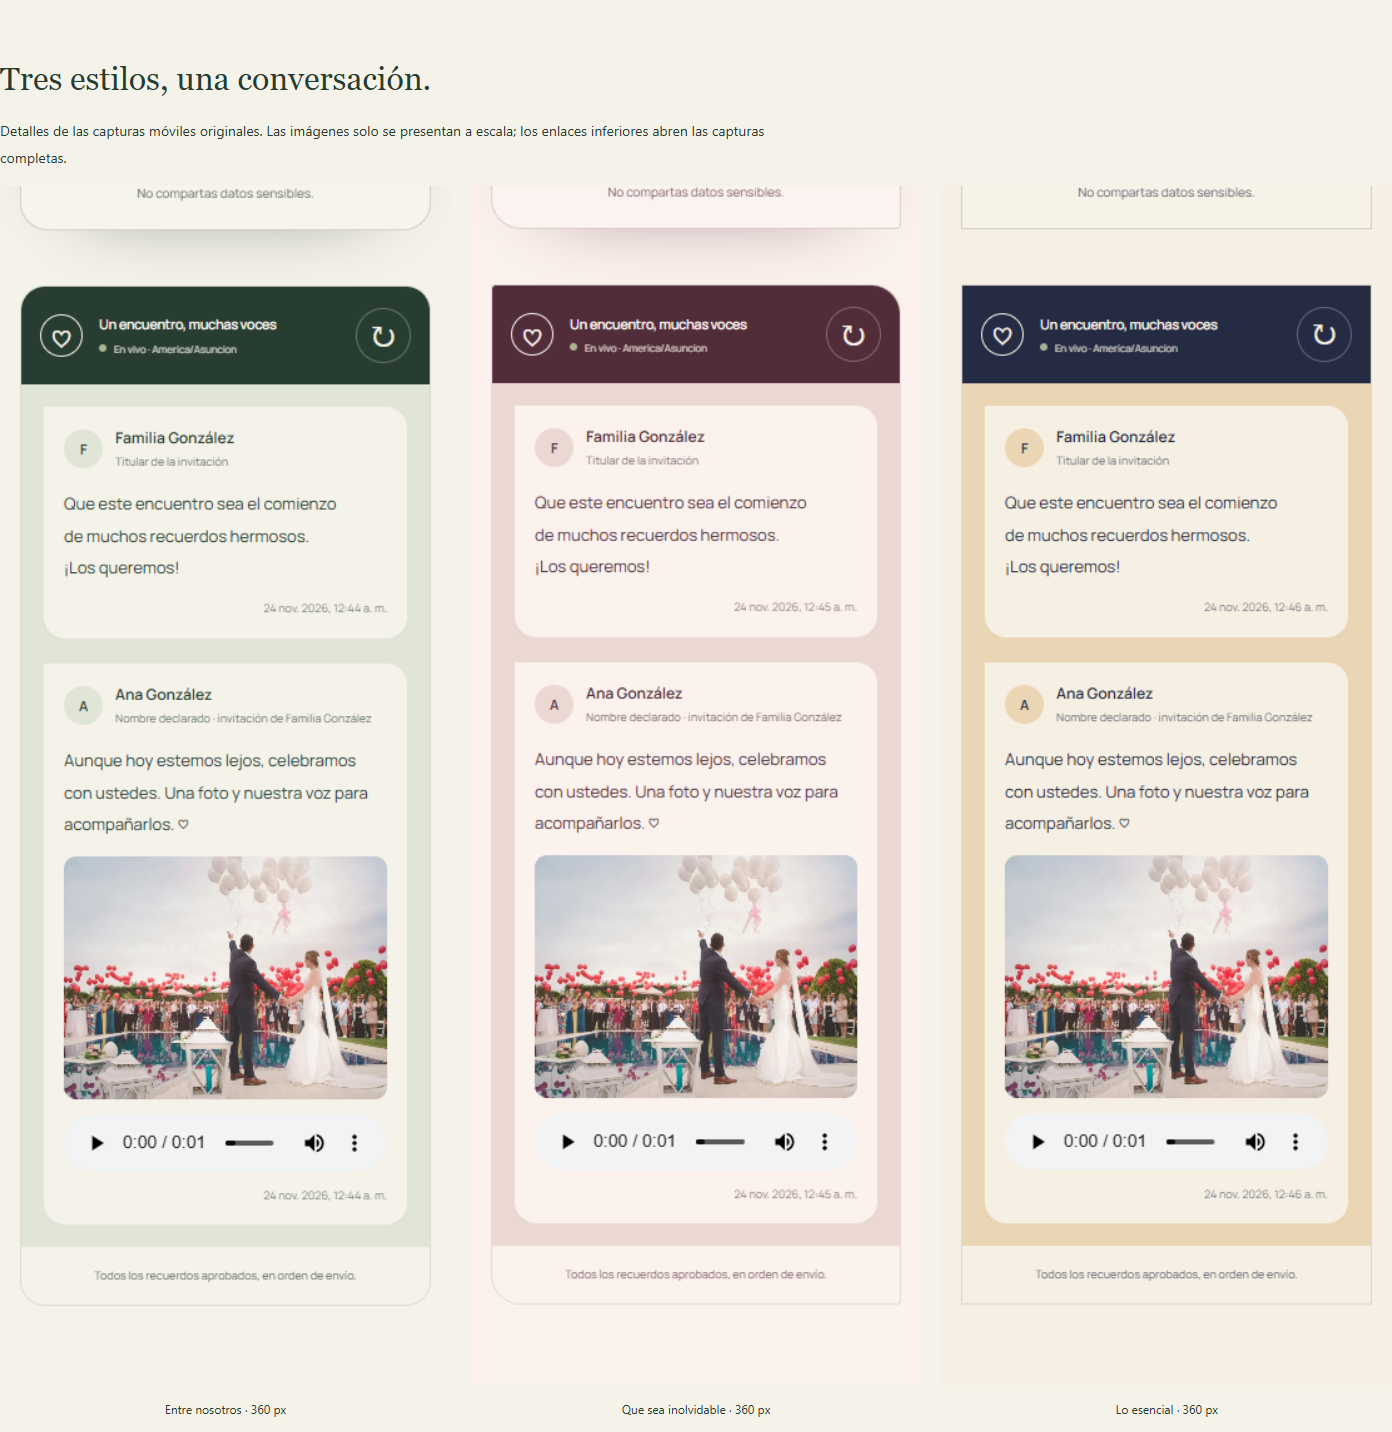 Tres estilos, una conversación.
Detalles de las capturas móviles originales. Las imágenes solo se presentan a escala; los enlaces inferiores abren las capturas
completas.
No compartas datos sensibles.
Un encuentro, muchas voces
En vivo · America/Asuncion
F
Familia González
Titular de la invitación
Que este encuentro sea el comienzo
de muchos recuerdos hermosos.
¡Los queremos!
24 nov. 2026, 12:44 a. m.
A
Ana González
Nombre declarado · invitación de Familia González
Aunque hoy estemos lejos, celebramos
con ustedes. Una foto y nuestra voz para
acompañarlos. ♡
0:00 / 0:01
24 nov. 2026, 12:44 a. m.
Todos los recuerdos aprobados, en orden de envío.
Entre nosotros · 360 px
No compartas datos sensibles.
Un encuentro, muchas voces
En vivo · America/Asuncion
F
Familia González
Titular de la invitación
Que este encuentro sea el comienzo
de muchos recuerdos hermosos.
¡Los queremos!
24 nov. 2026, 12:45 a. m.
A
Ana González
Nombre declarado · invitación de Familia González
Aunque hoy estemos lejos, celebramos
con ustedes. Una foto y nuestra voz para
acompañarlos. ♡
0:00 / 0:01
24 nov. 2026, 12:45 a. m.
Todos los recuerdos aprobados, en orden de envío.
Que sea inolvidable · 360 px
No compartas datos sensibles.
Un encuentro, muchas voces
En vivo · America/Asuncion
F
Familia González
Titular de la invitación
Que este encuentro sea el comienzo
de muchos recuerdos hermosos.
¡Los queremos!
24 nov. 2026, 12:46 a. m.
A
Ana González
Nombre declarado · invitación de Familia González
Aunque hoy estemos lejos, celebramos
con ustedes. Una foto y nuestra voz para
acompañarlos. ♡
0:00 / 0:01
24 nov. 2026, 12:46 a. m.
Todos los recuerdos aprobados, en orden de envío.
Lo esencial · 360 px